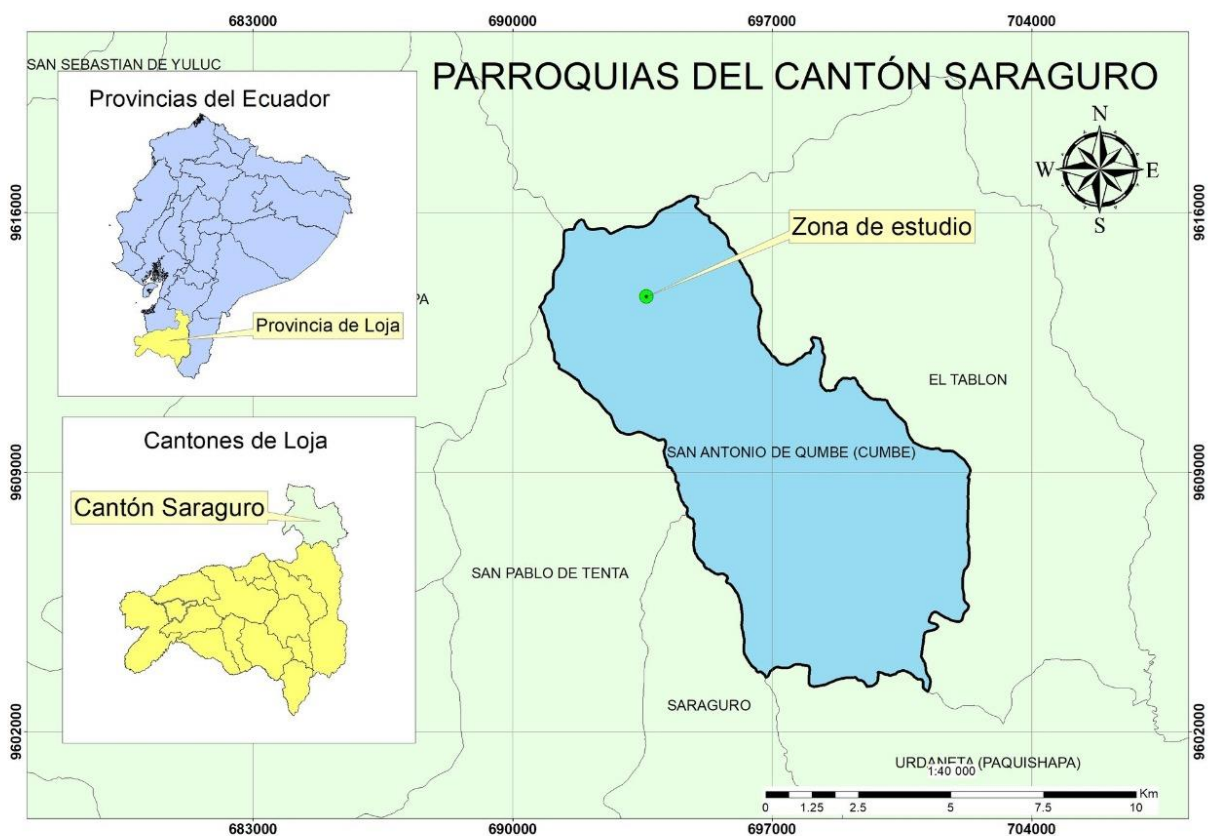 683000 690000 697000 704000
SAN SEBASTIAN DE YULUC
PARROQUIAS DEL CANTÓN SARAGURO
Provincias del Ecuador
N
W E
S
9616000 9616000
Zona de estudio
PA
Provincia de Loja
EL TABLON
Cantones de Loja
SAN ANTONIO DE QUMBE (CUMBE)
9609000 9609000
Cantón Saraguro
SAN PABLO DE TENTA
SARAGURO
9602000 9602000
URDANETA (PAQUISHAPA)
1:40 000
Km
0 1.25 2.5 5 7.5 10
683000 690000 697000 704000